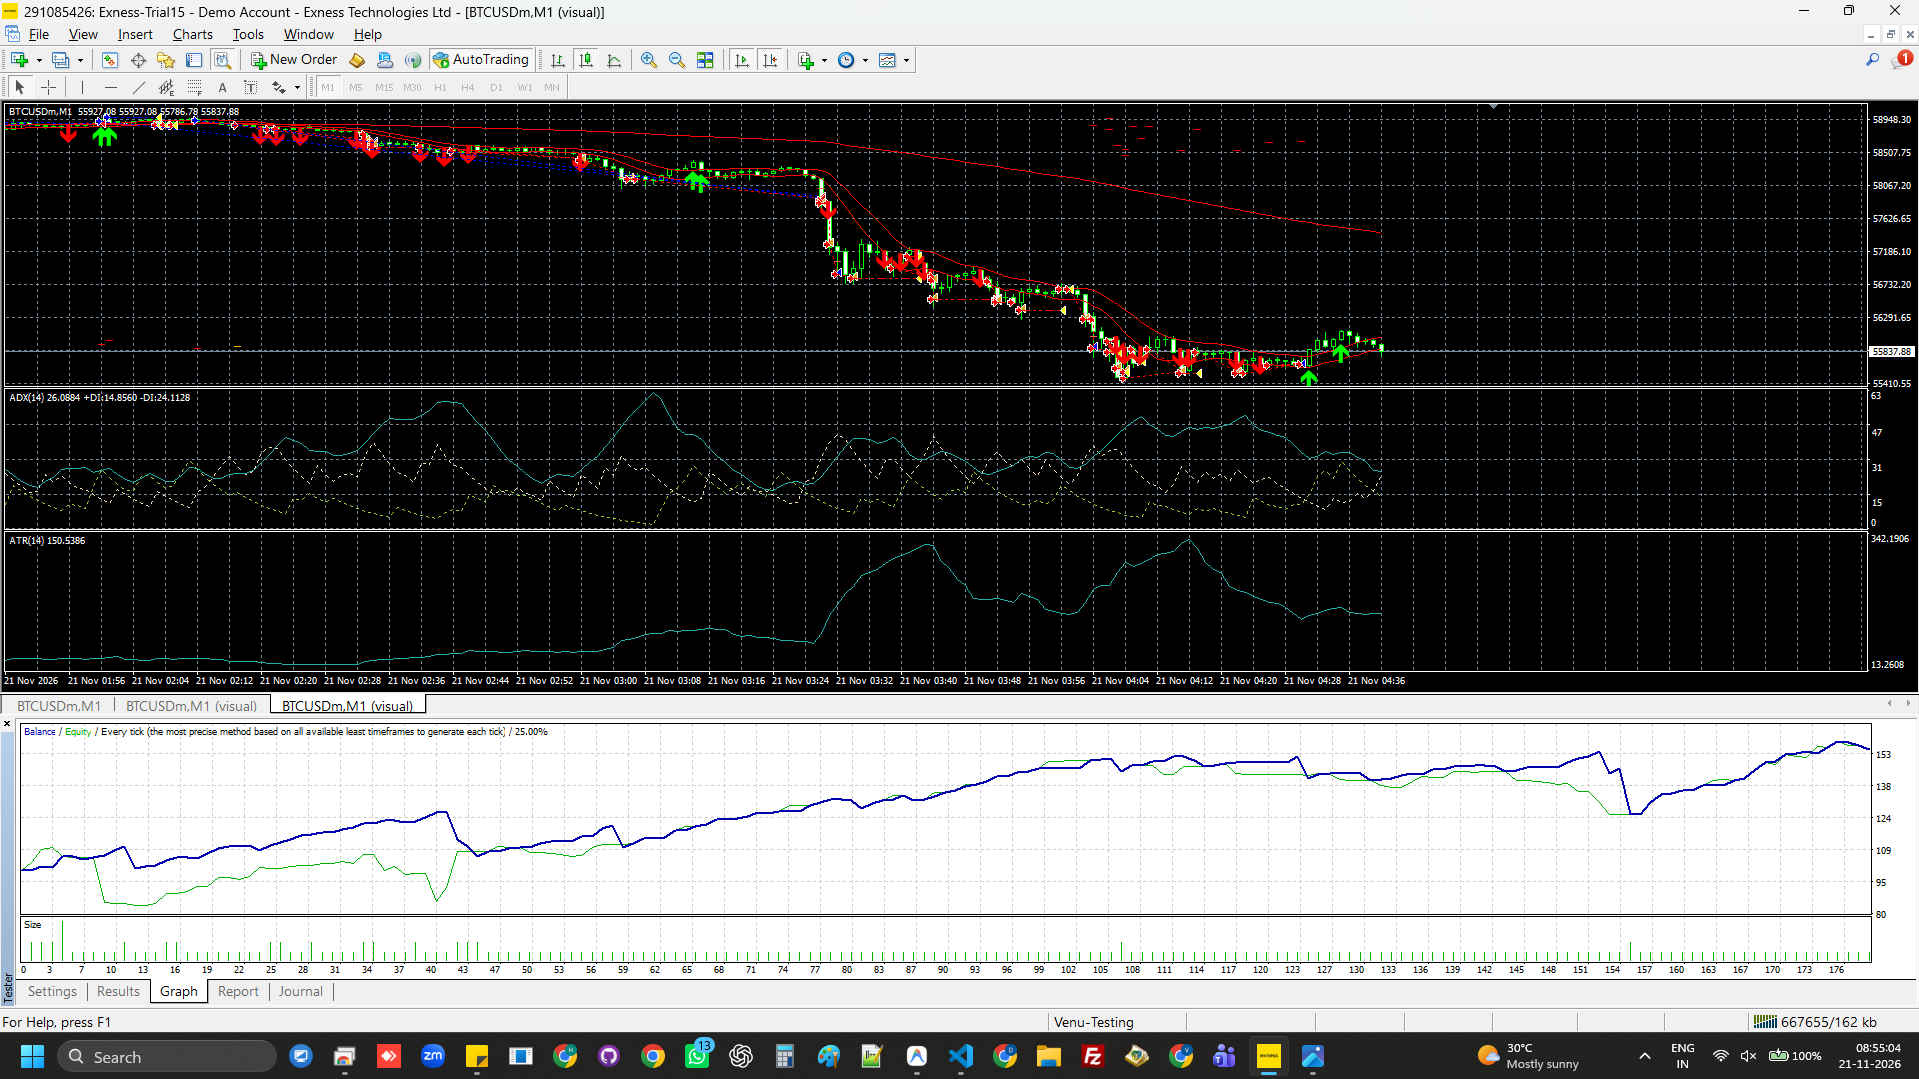 291085426: Exness-Trial15 - Demo Account - Exness Technologies Ltd - [BTCUSDm,M1 (visual)]
File View Insert Charts Tools Window Help
New Order AutoTrading 1
A T M1 M5 M15 M30 H1 H4 D1 W1 MN
BTCUSDm,M1 55927.08 55927.08 55786.78 55837.88
58948.30
58507.75
58067.20
57626.65
57186.10
56732.20
56291.65
55837.88
55410.55
ADX(14) 26.0884 +DI:14.8560 -DI:24.1128
63
47
31
15
0
ATR(14) 150.5386
342.1906
13.2608
21 Nov 2026 21 Nov 01:56 21 Nov 02:04 21 Nov 02:12 21 Nov 02:20 21 Nov 02:28 21 Nov 02:36 21 Nov 02:44 21 Nov 02:52 21 Nov 03:00 21 Nov 03:08 21 Nov 03:16 21 Nov 03:24 21 Nov 03:32 21 Nov 03:40 21 Nov 03:48 21 Nov 03:56 21 Nov 04:04 21 Nov 04:12 21 Nov 04:20 21 Nov 04:28 21 Nov 04:36
BTCUSDm,M1 BTCUSDm,M1 (visual) BTCUSDm,M1 (visual)
Balance / Equity / Every tick (the most precise method based on all available least timeframes to generate each tick) / 25.00%
153
138
124
109
95
80
Size
0 3 7 10 13 16 19 22 25 28 31 34 37 40 43 47 50 53 56 59 62 65 68 71 74 77 80 83 87 90 93 96 99 102 105 108 111 114 117 120 123 127 130 133 136 139 142 145 148 151 154 157 160 163 167 170 173 176
Tester
Settings Results Graph Report Journal
For Help, press F1 Venu-Testing 667655/162 kb
Search 13 zm exness 30°C ENG 100% 08:55:04
Mostly sunny IN 21-11-2026